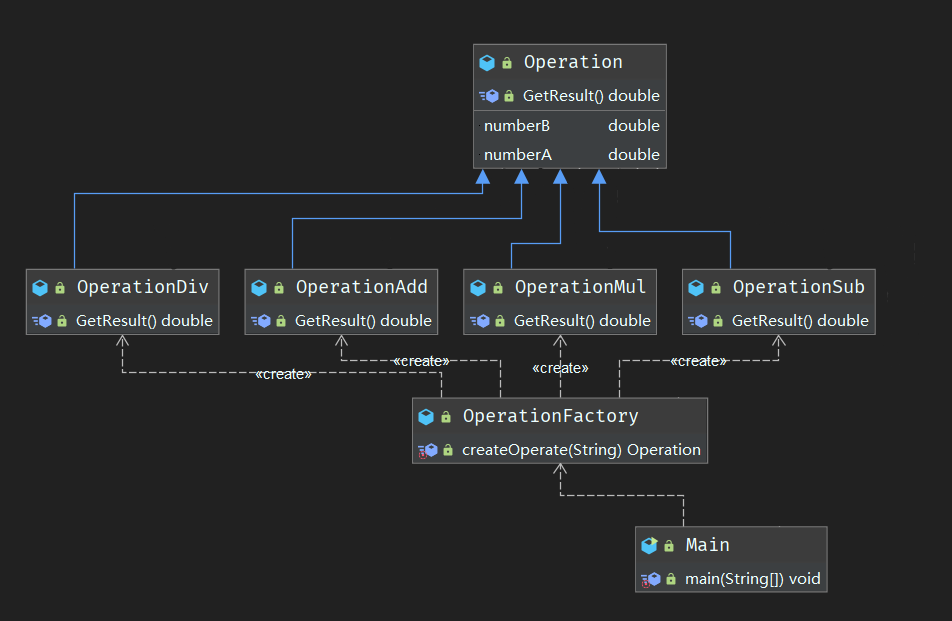 Operation
GetResult() double
numberB double
numberA double
OperationDiv
GetResult() double
OperationAdd
GetResult() double
OperationMul
GetResult() double
OperationSub
GetResult() double
«create»
«create»
«create»
«create»
OperationFactory
createOperate(String) Operation
Main
main(String[]) void